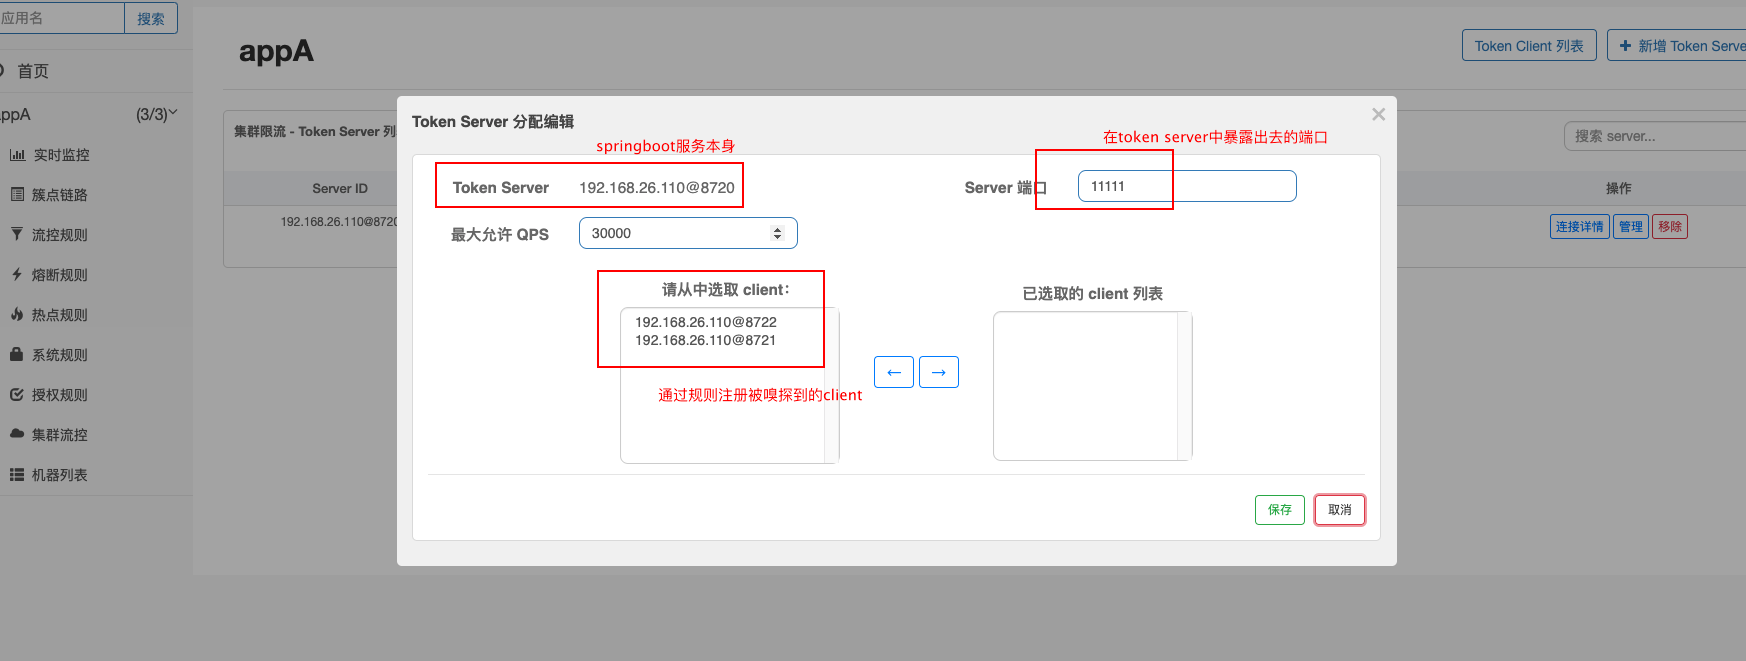 应用名
搜索
appA
Token Client 列表
新增 Token Serve
首页
ppA
(3/3)
集群限流 - Token Server 列
搜索 server...
实时监控
Server ID
操作
簇点链路
192.168.26.110@8720
连接详情
管理
移除
流控规则
熔断规则
热点规则
系统规则
授权规则
集群流控
机器列表
Token Server 分配编辑
×
springboot服务本身
在token server中暴露出去的端口
Token Server
192.168.26.110@8720
Server 端口
11111
最大允许 QPS
30000
请从中选取 client：
已选取的 client 列表
192.168.26.110@8722
192.168.26.110@8721
←
→
通过规则注册被嗅探到的client
保存
取消